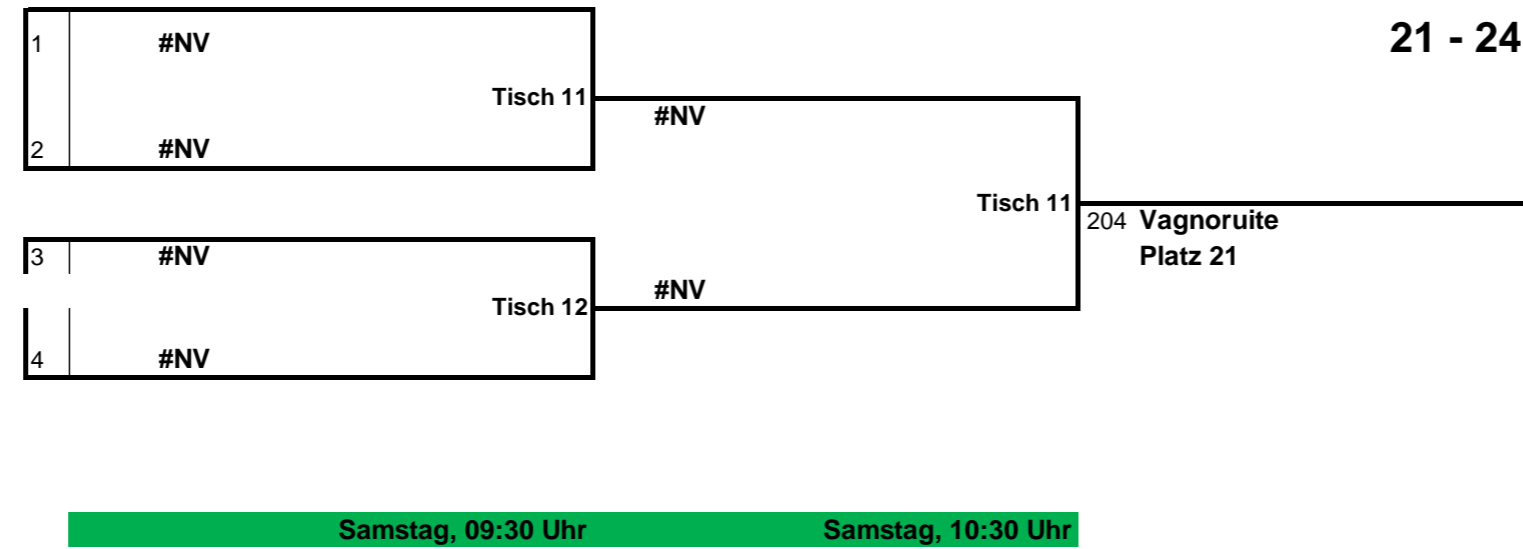 1 #NV 21 - 24
Tisch 11
#NV
2 #NV
Tisch 11
204 Vagnoruite
3 #NV Platz 21
#NV
Tisch 12
4 #NV
Samstag, 09:30 Uhr Samstag, 10:30 Uhr